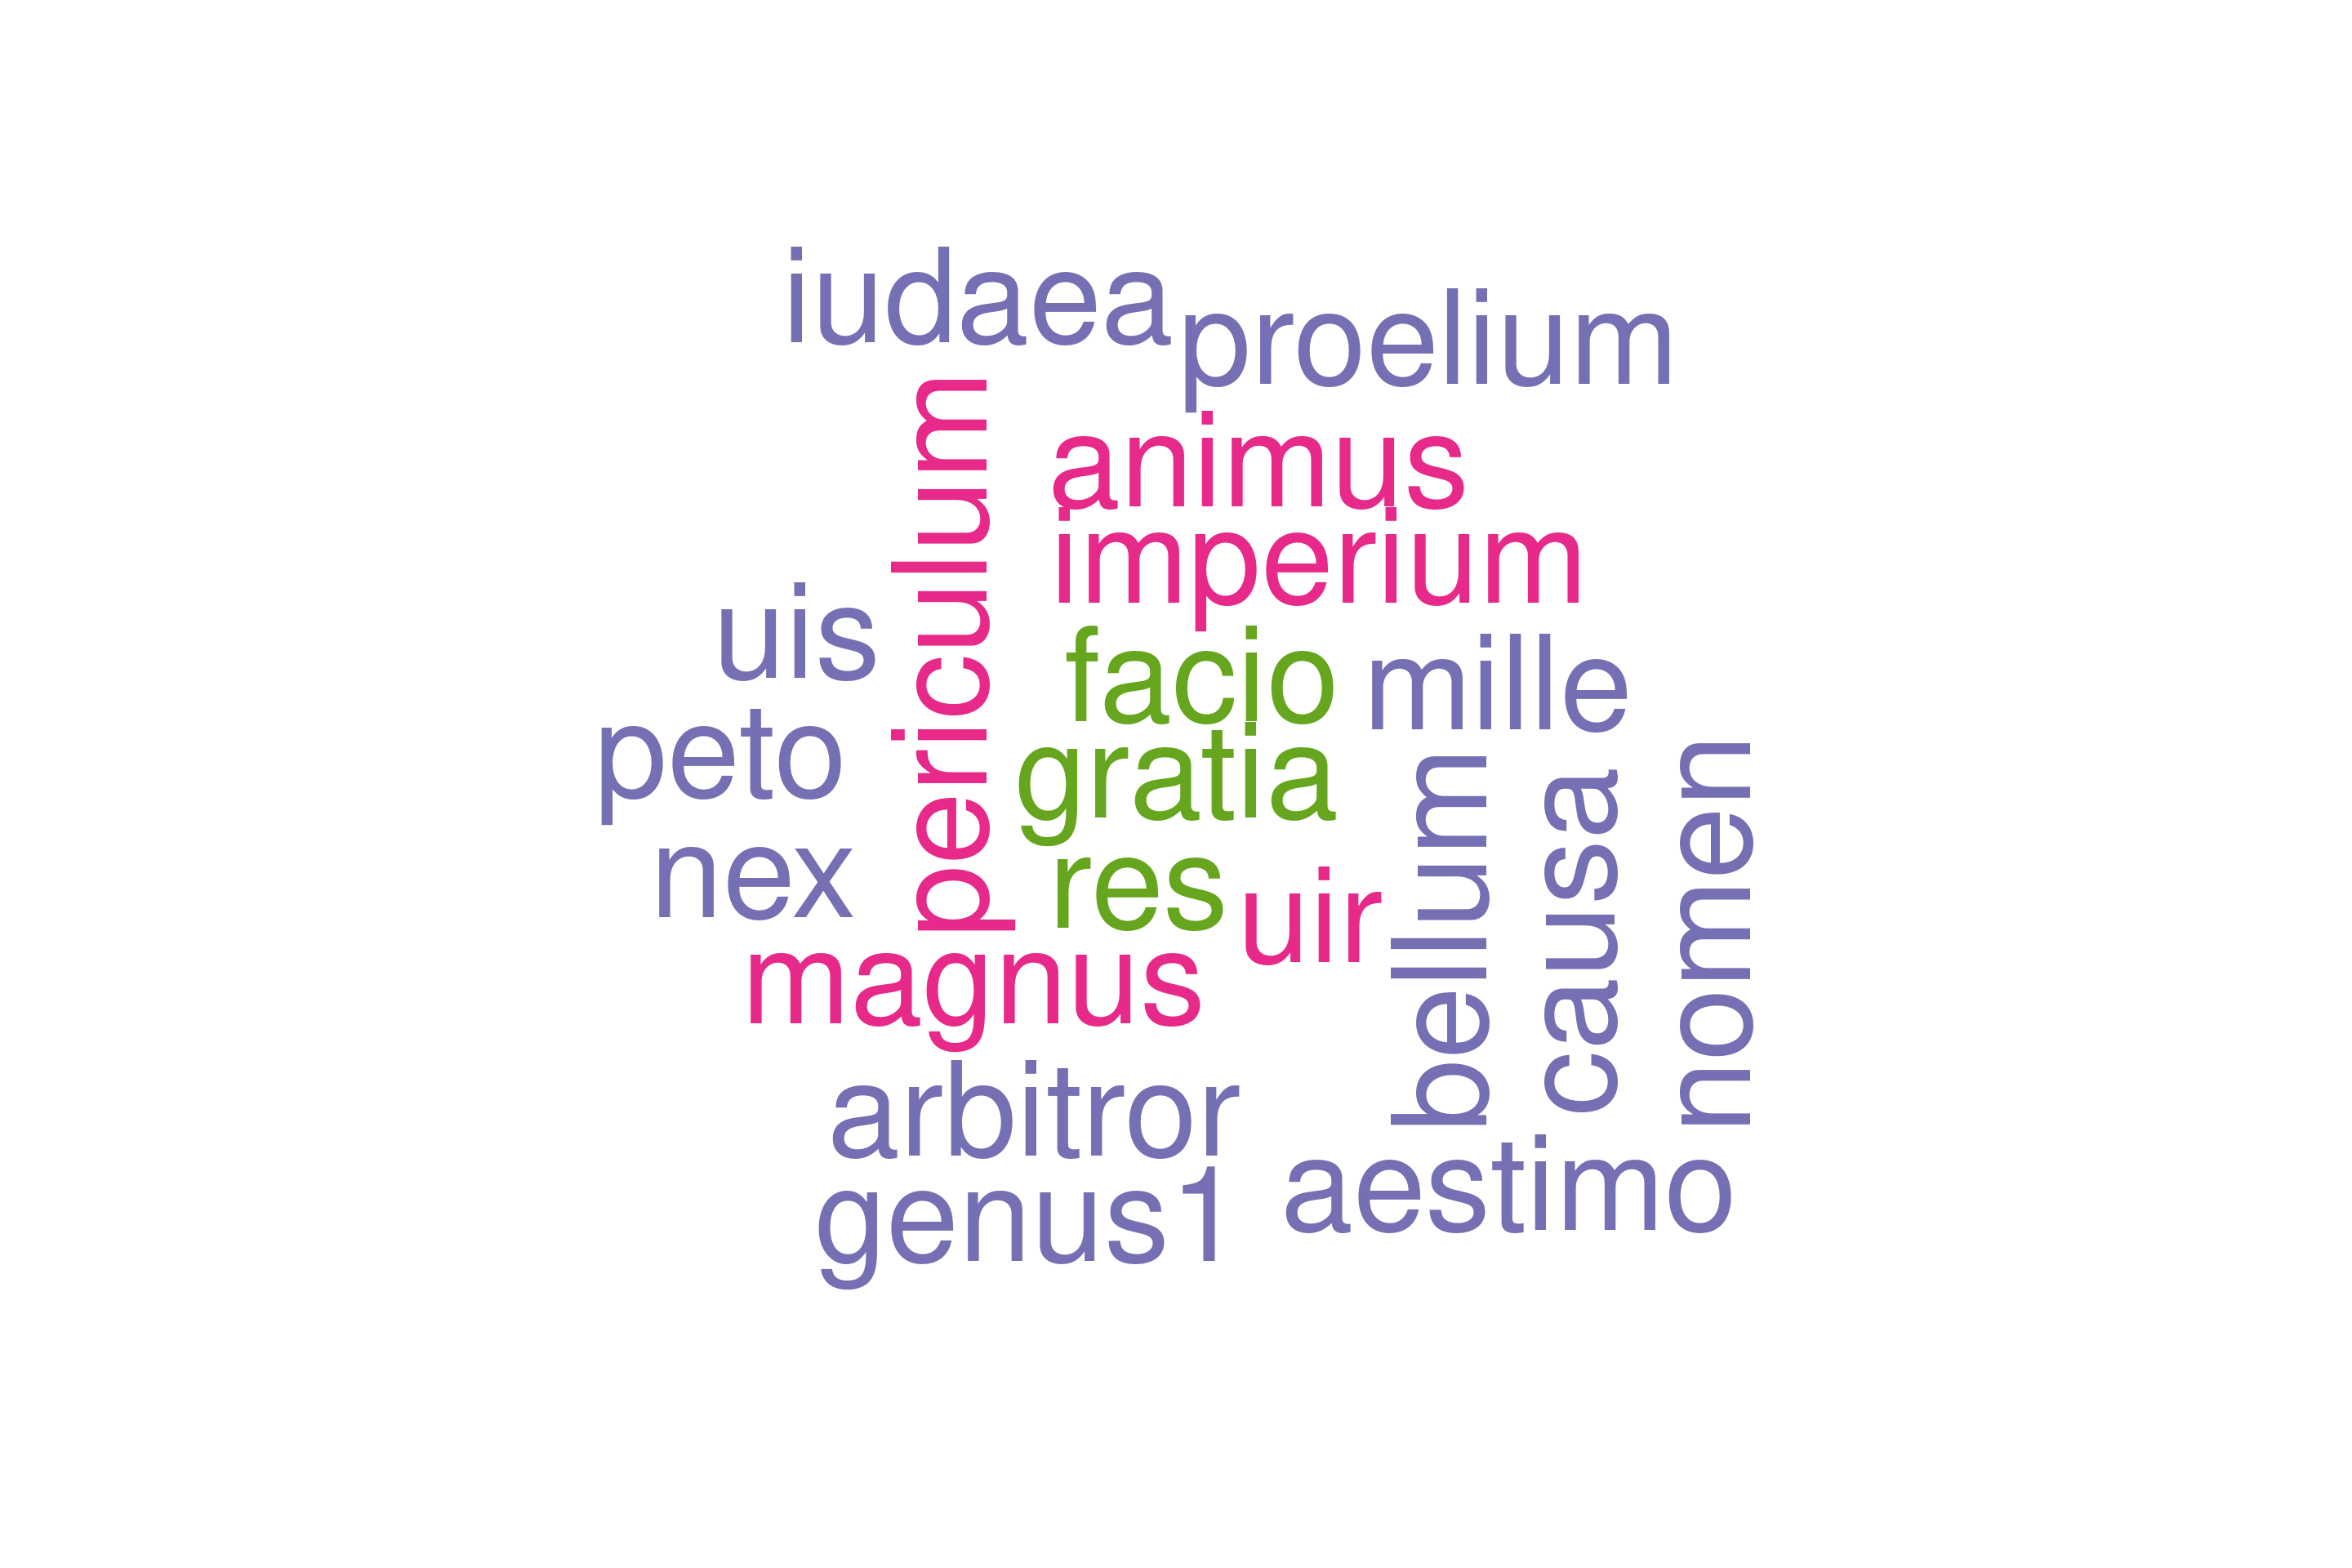 iudaea
proelium
periculum
animus
imperium
uis
facio
mille
peto
gratia
nex
res
uir
bellum
causa
nomen
magnus
arbitror
aestimo
genus1